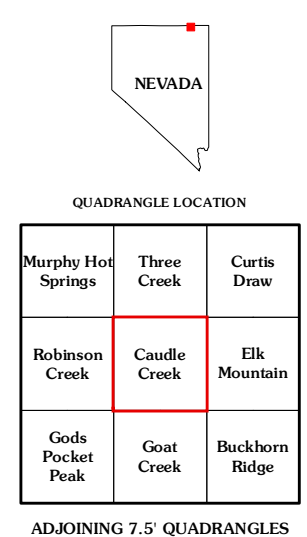 NEVADA
QUADRANGLE LOCATION
Murphy Hot
Springs
Three
Creek
Curtis
Draw
Robinson
Creek
Caudle
Creek
Elk
Mountain
Gods
Pocket
Peak
Goat
Creek
Buckhorn
Ridge
ADJOINING 7.5' QUADRANGLES